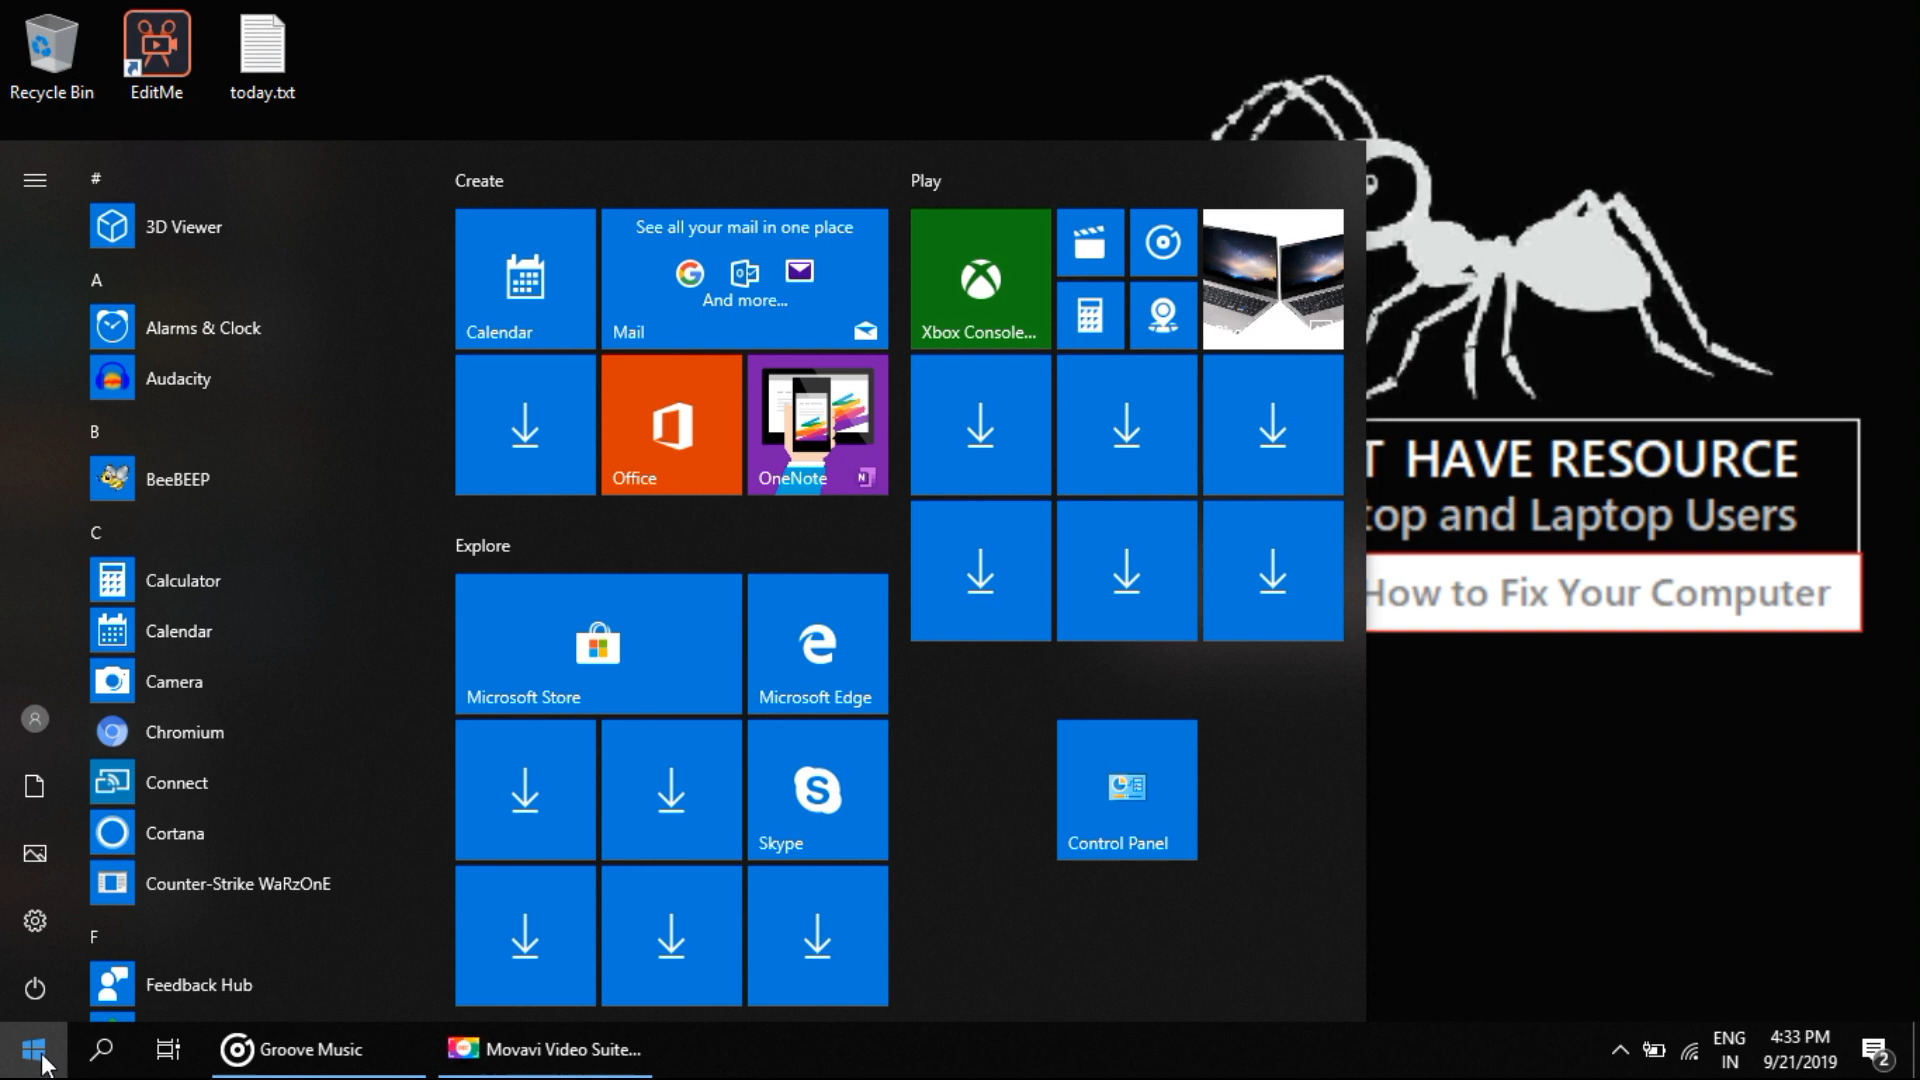 Recycle Bin
EditMe
today.txt
#
3D Viewer
A
Alarms & Clock
Audacity
B
BeeBEEP
C
Calculator
Calendar
Camera
Chromium
Connect
Cortana
Counter-Strike WaRzOnE
F
Feedback Hub
Create
Calendar
See all your mail in one place
And more...
Mail
Office
OneNote
N
Explore
Microsoft Store
Microsoft Edge
S
Skype
Play
Xbox Console...
Control Panel
T HAVE RESOURCE
top and Laptop Users
How to Fix Your Computer
Groove Music
Movavi Video Suite...
ENG
IN
4:33 PM
9/21/2019
2